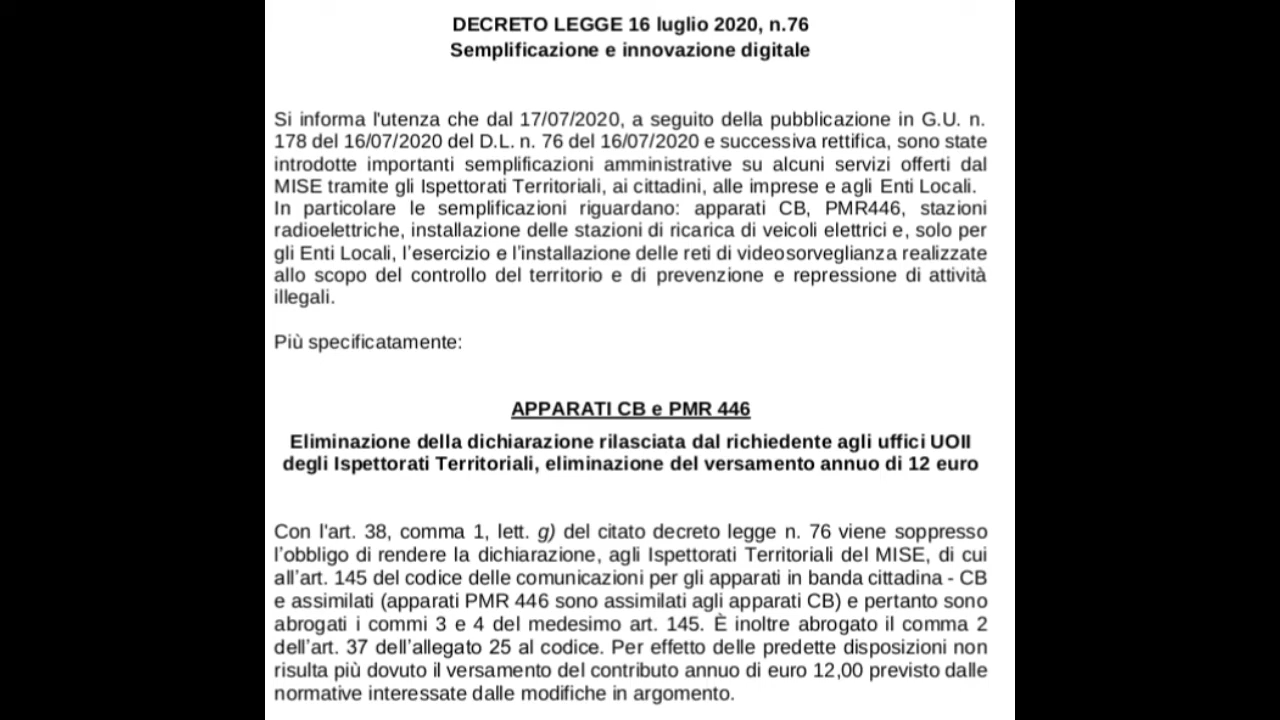 DECRETO LEGGE 16 luglio 2020, n.76
Semplificazione e innovazione digitale
Si informa l'utenza che dal 17/07/2020, a seguito della pubblicazione in G.U. n.
178 del 16/07/2020 del D.L. n. 76 del 16/07/2020 e successiva rettifica, sono state
introdotte importanti semplificazioni amministrative su alcuni servizi offerti dal
MISE tramite gli Ispettorati Territoriali, ai cittadini, alle imprese e agli Enti Locali.
In particolare le semplificazioni riguardano: apparati CB, PMR446, stazioni
radioelettriche, installazione delle stazioni di ricarica di veicoli elettrici e, solo per
gli Enti Locali, l’esercizio e l’installazione delle reti di videosorveglianza realizzate
allo scopo del controllo del territorio e di prevenzione e repressione di attività
illegali.
Più specificatamente:
APPARATI CB e PMR 446
Eliminazione della dichiarazione rilasciata dal richiedente agli uffici UOII
degli Ispettorati Territoriali, eliminazione del versamento annuo di 12 euro
Con l'art. 38, comma 1, lett. g) del citato decreto legge n. 76 viene soppresso
l’obbligo di rendere la dichiarazione, agli Ispettorati Territoriali del MISE, di cui
all’art. 145 del codice delle comunicazioni per gli apparati in banda cittadina - CB
e assimilati (apparati PMR 446 sono assimilati agli apparati CB) e pertanto sono
abrogati i commi 3 e 4 del medesimo art. 145. È inoltre abrogato il comma 2
dell’art. 37 dell’allegato 25 al codice. Per effetto delle predette disposizioni non
risulta più dovuto il versamento del contributo annuo di euro 12,00 previsto dalle
normative interessate dalle modifiche in argomento.